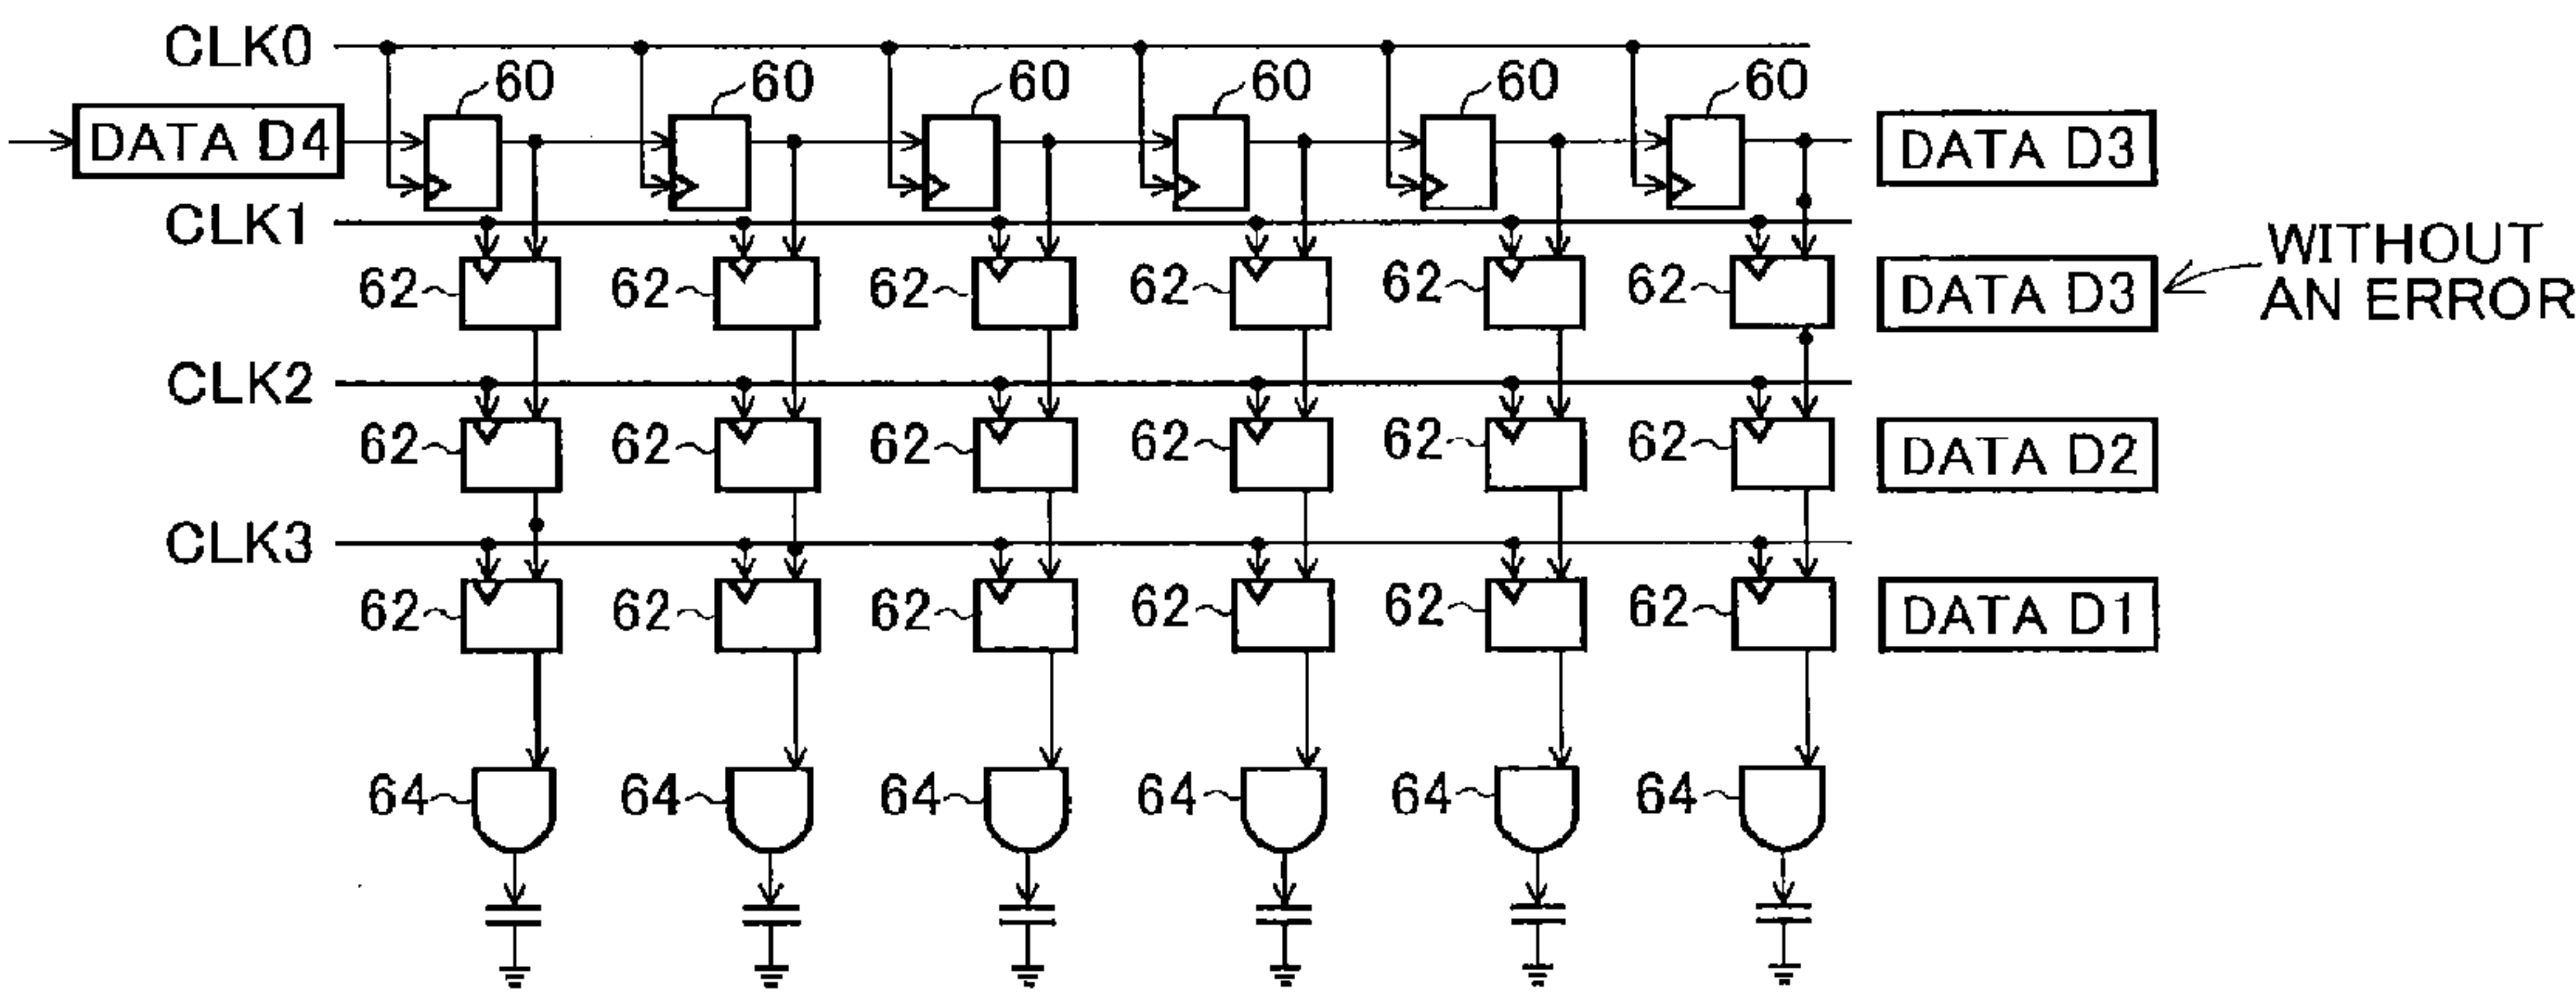 CLK0
60 60 60 60 60 60
DATA D4 DATA D3
CLK1
WITHOUT
AN ERROR
62 62 62 62 62 62 DATA D3
CLK2
62 62 62 62 62 62 DATA D2
CLK3
62 62 62 62 62 62 DATA D1
64 64 64 64 64 64